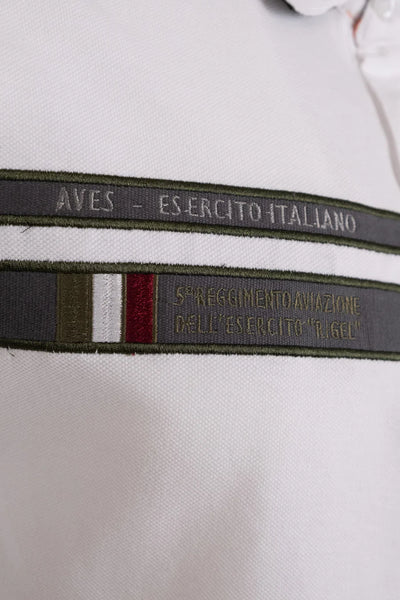 AVES - ESERCITO ITALIANO
5° REGGIMENTO AVIAZIONE
DELL'ESERCITO "RIGEL"